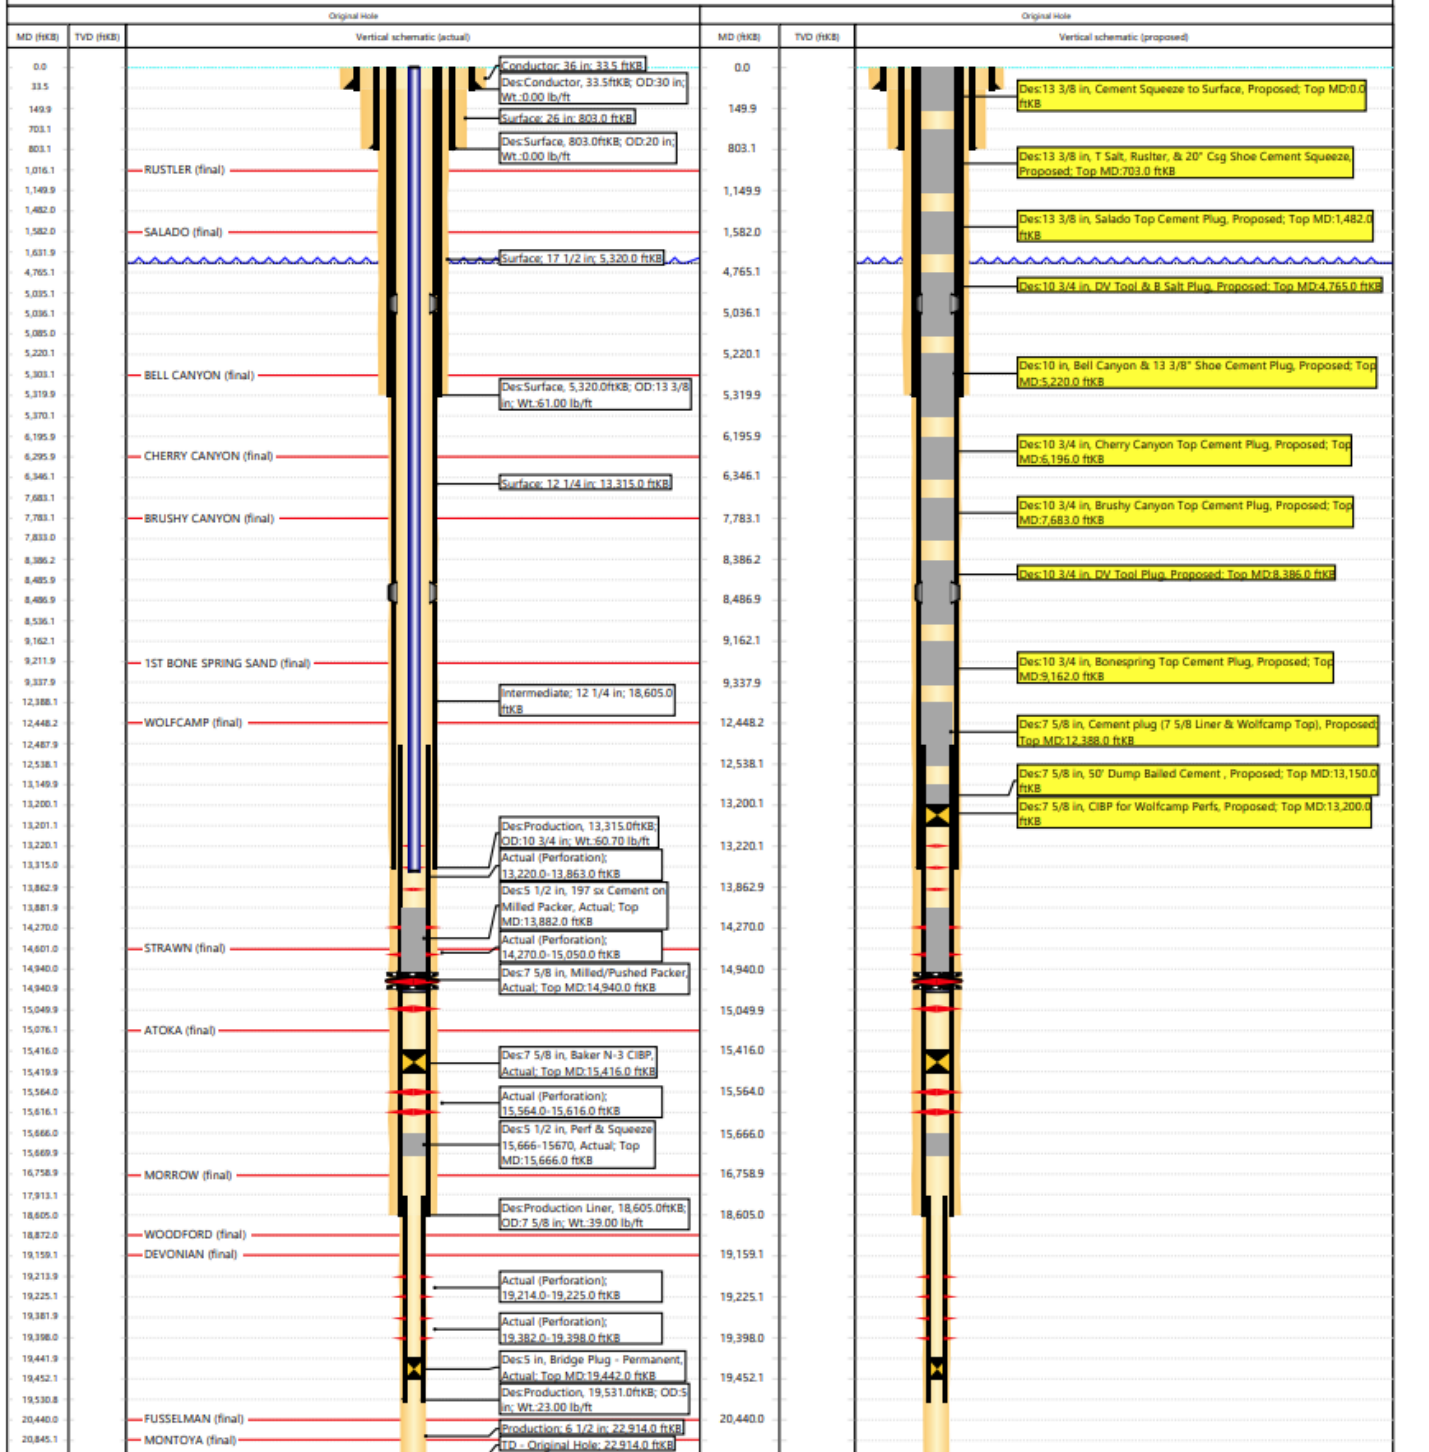 Original Hole
Original Hole
MD (ftKB)
TVD (ftKB)
Vertical schematic (actual)
MD (ftKB)
TVD (ftKB)
Vertical schematic (proposed)
0.0
33.5
149.9
703.1
803.1
1,016.1
1,149.9
1,482.0
1,582.0
1,631.9
4,765.1
5,035.1
5,036.1
5,085.0
5,220.1
5,303.1
5,319.9
5,370.1
6,195.9
6,295.9
6,346.1
7,683.1
7,783.1
7,833.0
8,386.2
8,485.9
8,486.9
8,536.1
9,162.1
9,211.9
9,337.9
12,388.1
12,448.2
12,487.9
12,538.1
13,149.9
13,200.1
13,201.1
13,220.1
13,315.0
13,862.9
13,881.9
14,270.0
14,601.0
14,940.0
14,940.9
15,049.9
15,076.1
15,416.0
15,419.9
15,564.0
15,616.1
15,666.0
15,669.9
16,758.9
17,913.1
18,605.0
18,872.0
19,159.1
19,213.9
19,225.1
19,381.9
19,398.0
19,441.9
19,452.1
19,530.8
20,440.0
20,845.1
RUSTLER (final)
SALADO (final)
BELL CANYON (final)
CHERRY CANYON (final)
BRUSHY CANYON (final)
1ST BONE SPRING SAND (final)
WOLFCAMP (final)
STRAWN (final)
ATOKA (final)
MORROW (final)
WOODFORD (final)
DEVONIAN (final)
FUSSELMAN (final)
MONTOYA (final)
Conductor; 36 in; 33.5 ftKB
Des:Conductor, 33.5ftKB; OD:30 in;
Wt.:0.00 lb/ft
Surface; 26 in; 803.0 ftKB
Des:Surface, 803.0ftKB; OD:20 in;
Wt.:0.00 lb/ft
Surface; 17 1/2 in; 5,320.0 ftKB
Des:Surface, 5,320.0ftKB; OD:13 3/8
in; Wt.:61.00 lb/ft
Surface; 12 1/4 in; 13,315.0 ftKB
Intermediate; 12 1/4 in; 18,605.0
ftKB
Des:Production, 13,315.0ftKB;
OD:10 3/4 in; Wt.:60.70 lb/ft
Actual (Perforation);
13,220.0-13,863.0 ftKB
Des:5 1/2 in, 197 sx Cement on
Milled Packer, Actual; Top
MD:13,882.0 ftKB
Actual (Perforation);
14,270.0-15,050.0 ftKB
Des:7 5/8 in, Milled/Pushed Packer,
Actual; Top MD:14,940.0 ftKB
Des:7 5/8 in, Baker N-3 CIBP,
Actual; Top MD:15,416.0 ftKB
Actual (Perforation);
15,564.0-15,616.0 ftKB
Des:5 1/2 in, Perf & Squeeze
15,666-15670, Actual; Top
MD:15,666.0 ftKB
Des:Production Liner, 18,605.0ftKB;
OD:7 5/8 in; Wt.:39.00 lb/ft
Actual (Perforation);
19,214.0-19,225.0 ftKB
Actual (Perforation);
19,382.0-19,398.0 ftKB
Des:5 in, Bridge Plug - Permanent,
Actual; Top MD:19,442.0 ftKB
Des:Production, 19,531.0ftKB; OD:5
in; Wt.:23.00 lb/ft
Production; 6 1/2 in; 22,914.0 ftKB
TD - Original Hole; 22,914.0 ftKB
0.0
149.9
803.1
1,149.9
1,582.0
4,765.1
5,036.1
5,220.1
5,319.9
6,195.9
6,346.1
7,783.1
8,386.2
8,486.9
9,162.1
9,337.9
12,448.2
12,538.1
13,200.1
13,220.1
13,862.9
14,270.0
14,940.0
15,049.9
15,416.0
15,564.0
15,666.0
16,758.9
18,605.0
19,159.1
19,225.1
19,398.0
19,452.1
20,440.0
Des:13 3/8 in, Cement Squeeze to Surface, Proposed; Top MD:0.0
ftKB
Des:13 3/8 in, T Salt, Ruslter, & 20" Csg Shoe Cement Squeeze,
Proposed; Top MD:703.0 ftKB
Des:13 3/8 in, Salado Top Cement Plug, Proposed; Top MD:1,482.0
ftKB
Des:10 3/4 in, DV Tool & B Salt Plug, Proposed; Top MD:4,765.0 ftKB
Des:10 in, Bell Canyon & 13 3/8" Shoe Cement Plug, Proposed; Top
MD:5,220.0 ftKB
Des:10 3/4 in, Cherry Canyon Top Cement Plug, Proposed; Top
MD:6,196.0 ftKB
Des:10 3/4 in, Brushy Canyon Top Cement Plug, Proposed; Top
MD:7,683.0 ftKB
Des:10 3/4 in, DV Tool Plug, Proposed; Top MD:8,386.0 ftKB
Des:10 3/4 in, Bonespring Top Cement Plug, Proposed; Top
MD:9,162.0 ftKB
Des:7 5/8 in, Cement plug (7 5/8 Liner & Wolfcamp Top), Proposed;
Top MD:12,388.0 ftKB
Des:7 5/8 in, 50' Dump Bailed Cement , Proposed; Top MD:13,150.0
ftKB
Des:7 5/8 in, CIBP for Wolfcamp Perfs, Proposed; Top MD:13,200.0
ftKB